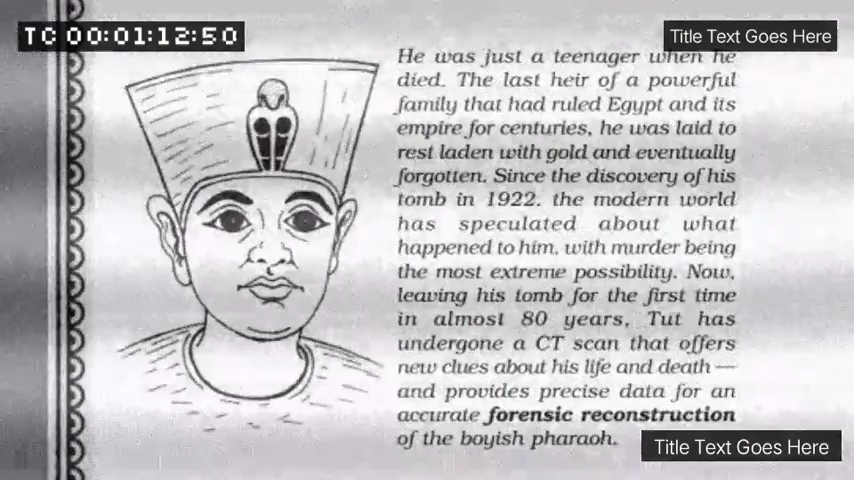 TC 00:01:12:50
Title Text Goes Here
He was just a teenager when he
died. The last heir of a powerful
family that had ruled Egypt and its
empire for centuries, he was laid to
rest laden with gold and eventually
forgotten. Since the discovery of his
tomb in 1922. the modern world
has speculated about what
happened to him, with murder being
the most extreme possibility. Now,
leaving his tomb for the first time
in almost 80 years, Tut has
undergone a CT scan that offers
new clues about his life and death —
and provides precise data for an
accurate forensic reconstruction
of the boyish pharaoh.
Title Text Goes Here